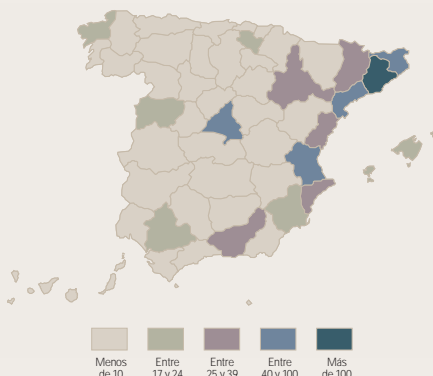 Menos
de 10
Entre
17 y 24
Entre
25 y 39
Entre
40 y 100
Más
de 100